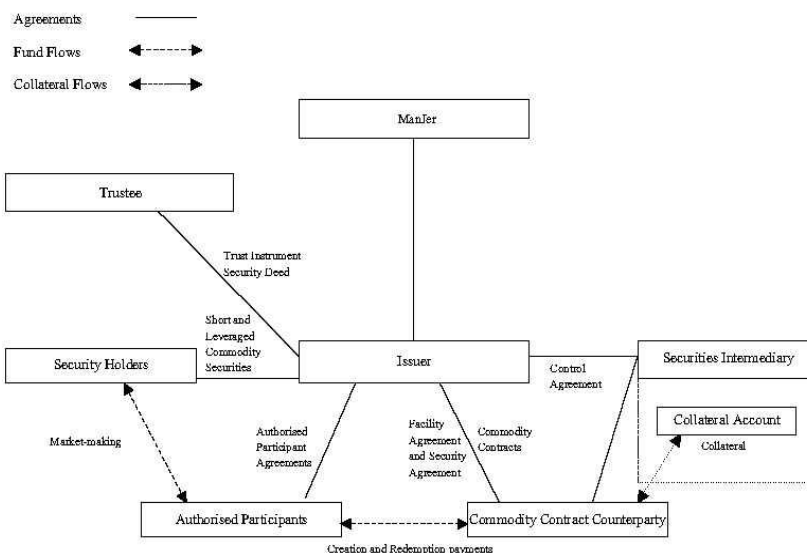 Agreements
Fund Flows
Collateral Flows
ManJer
Trustee
Trust Instrument
Security Deed
Short and
Leveraged
Commodity
Securities
Security Holders
Issuer
Securities Intermediary
Control
Agreement
Collateral Account
Collateral
Market-making
Authorised
Participant
Agreements
Facility
Agreement
and Security
Agreement
Commodity
Contracts
Authorised Participants
Commodity Contract Counterparty
Creation and Redemption payments